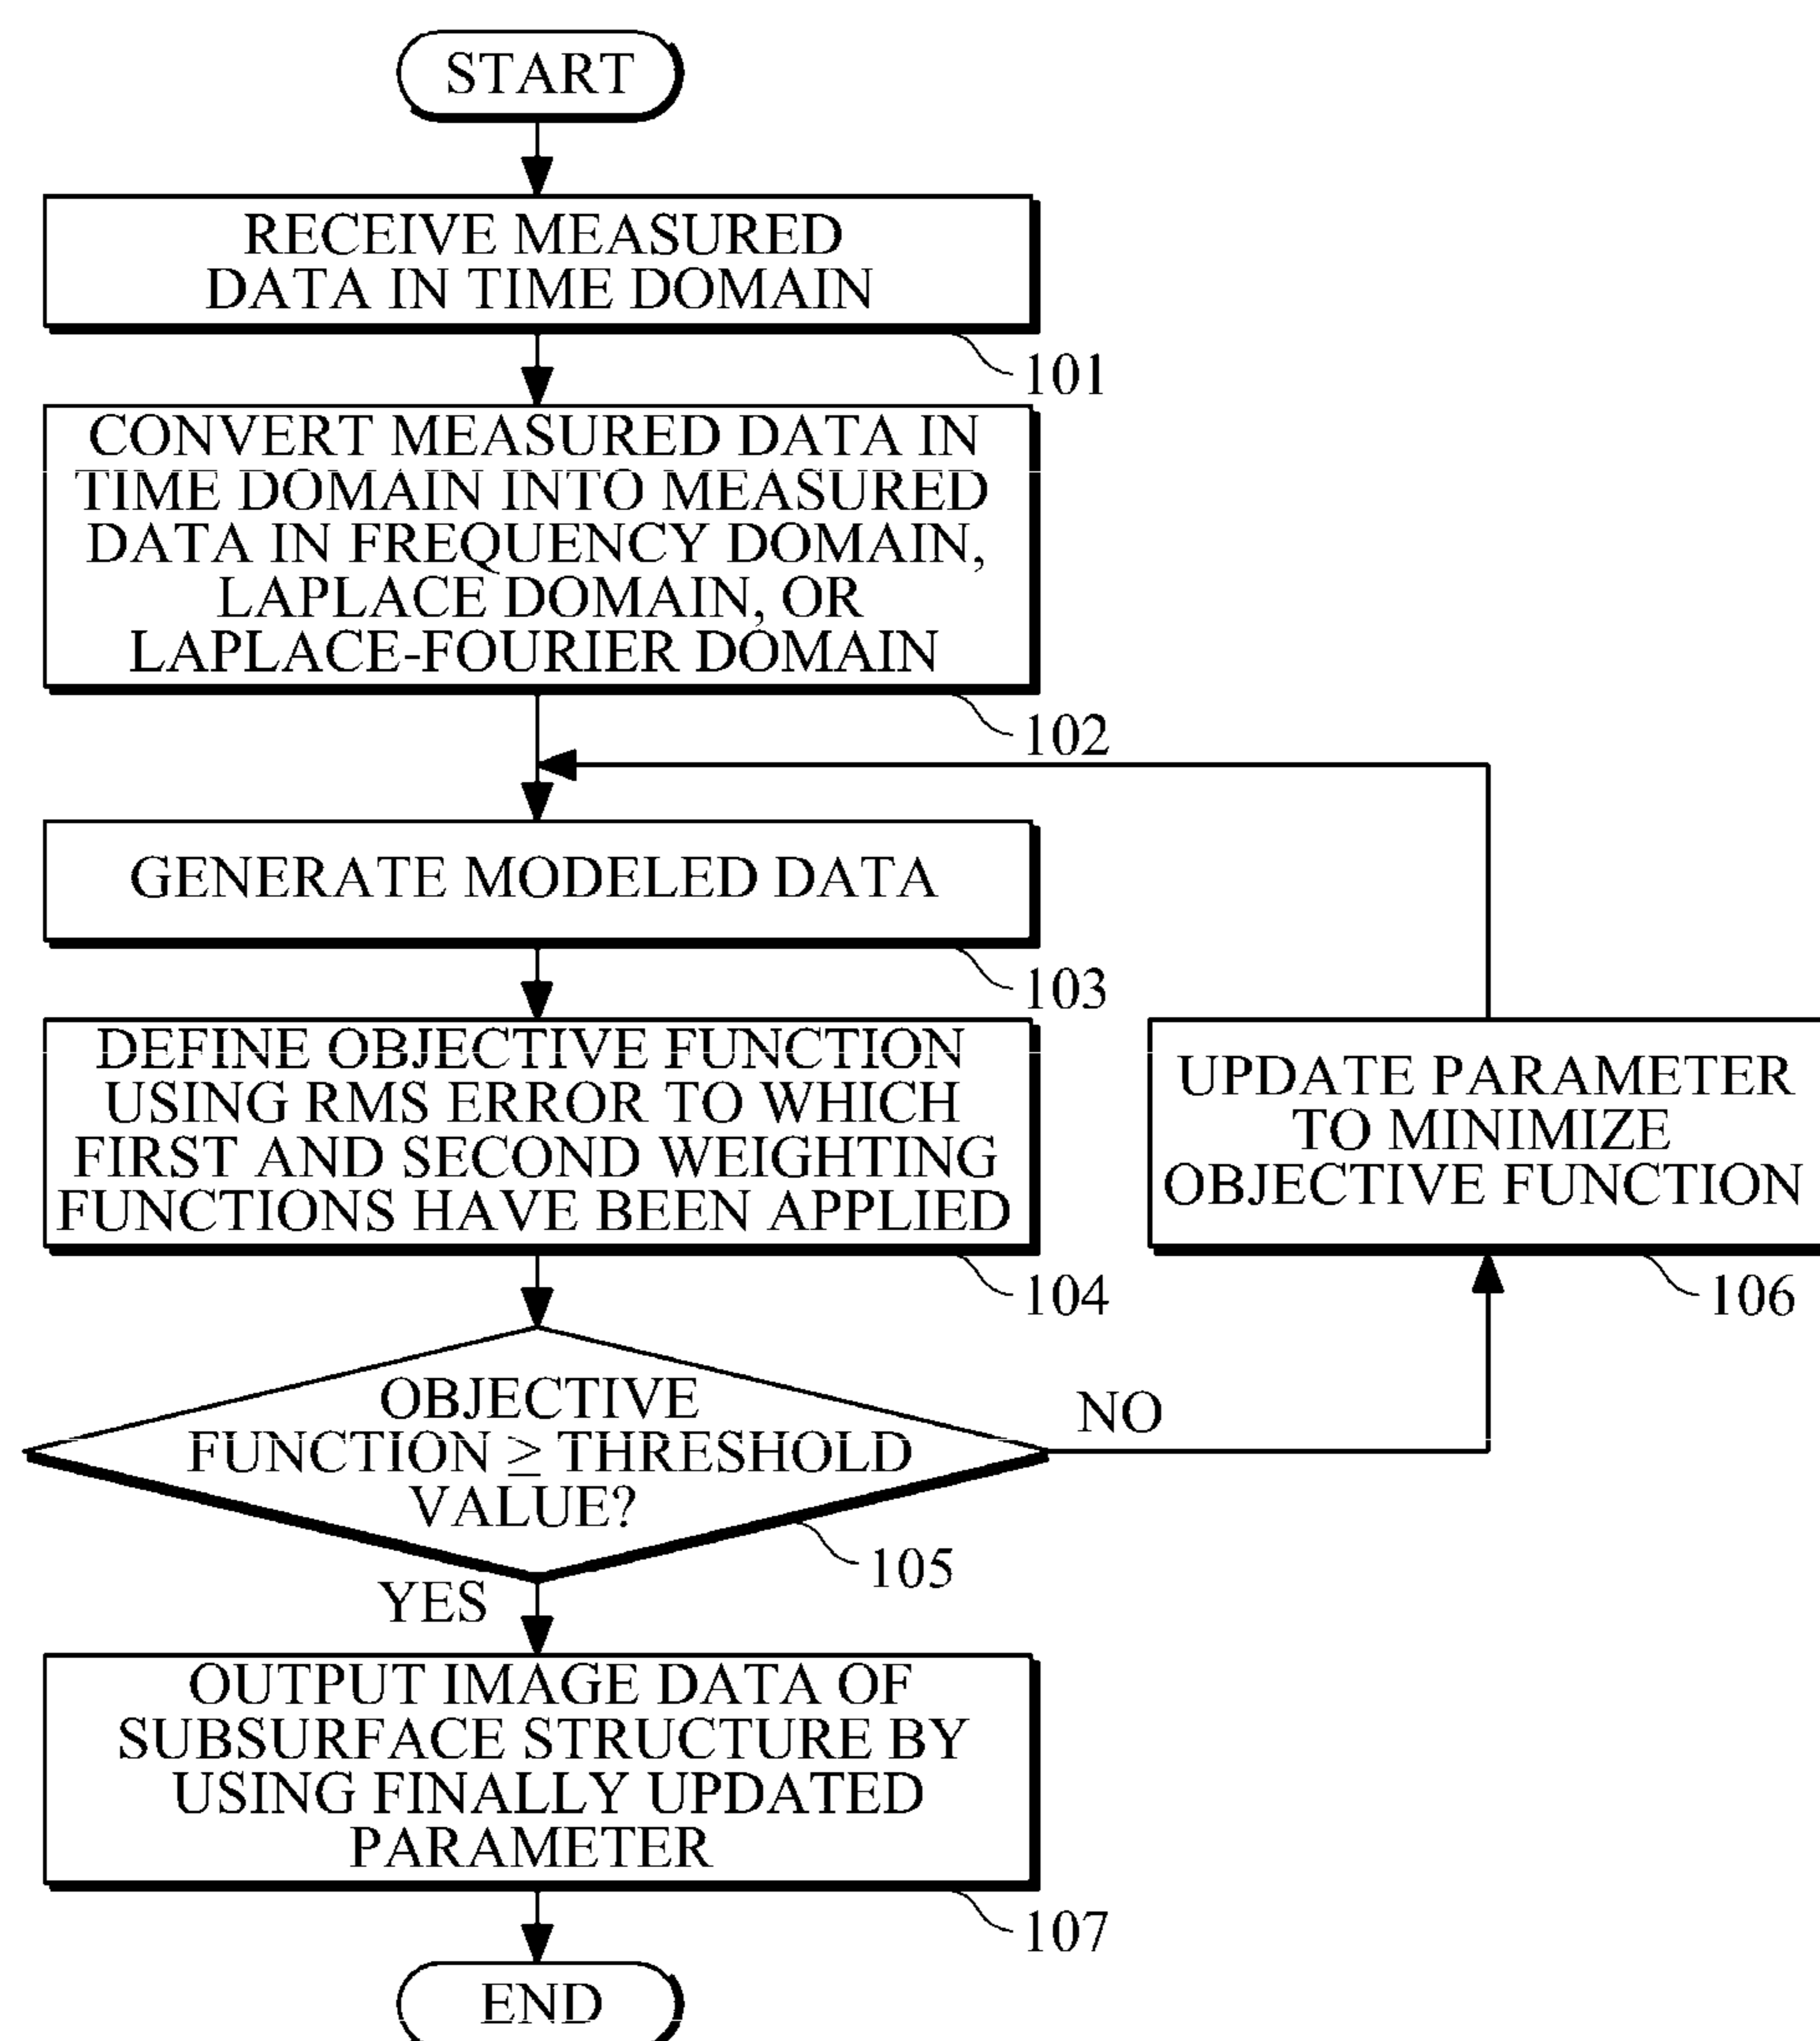 START
RECEIVE MEASURED
DATA IN TIME DOMAIN
101
CONVERT MEASURED DATA IN
TIME DOMAIN INTO MEASURED
DATA IN FREQUENCY DOMAIN,
LAPLACE DOMAIN, OR
LAPLACE-FOURIER DOMAIN
102
GENERATE MODELED DATA
103
DEFINE OBJECTIVE FUNCTION
USING RMS ERROR TO WHICH
FIRST AND SECOND WEIGHTING
FUNCTIONS HAVE BEEN APPLIED
104
UPDATE PARAMETER
TO MINIMIZE
OBJECTIVE FUNCTION
106
OBJECTIVE
FUNCTION ≥ THRESHOLD
VALUE?
105
NO
YES
OUTPUT IMAGE DATA OF
SUBSURFACE STRUCTURE BY
USING FINALLY UPDATED
PARAMETER
107
END